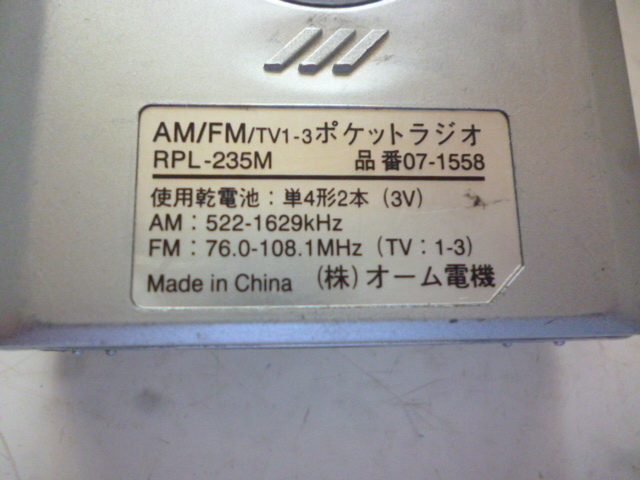 AM/FM/TV1-3ポケットラジオ
RPL-235M 品番07-1558
使用乾電池：単4形2本（3V）
AM：522-1629kHz
FM：76.0-108.1MHz（TV：1-3）
Made in China （株）オーム電機